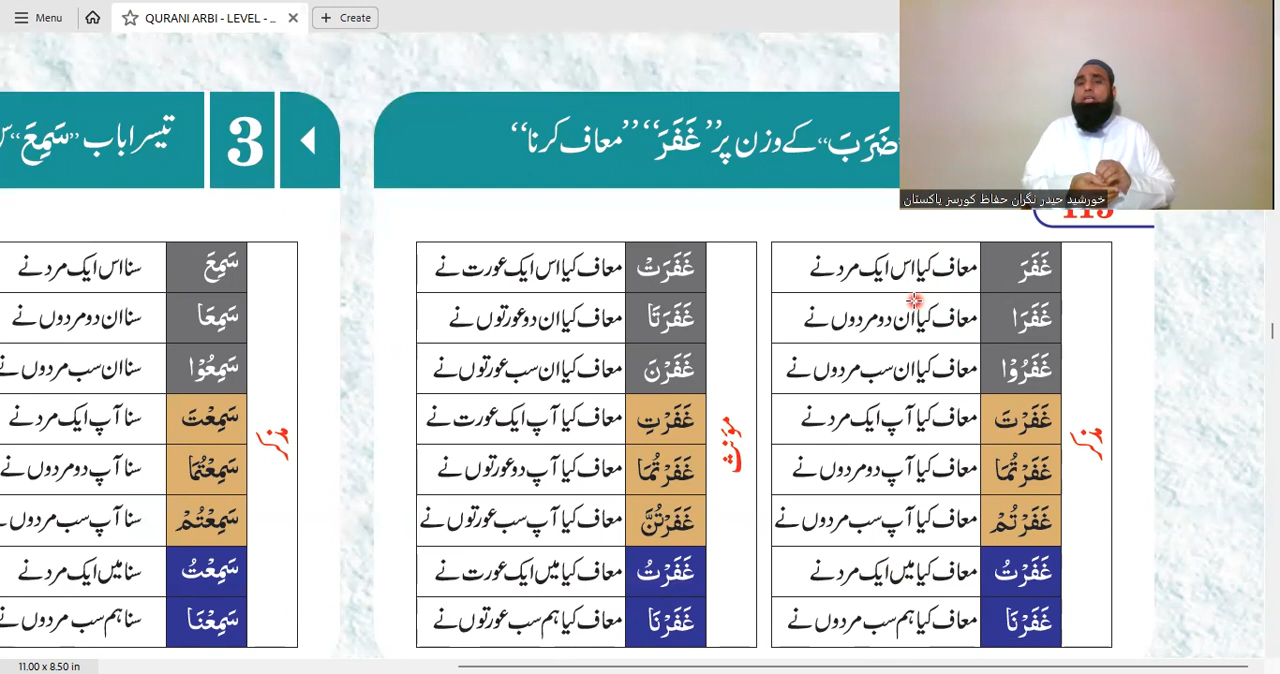 Menu
QURANI ARBI - LEVEL - ...
Create
ضَرَبَ“ کے وزن پر ”غَفَرَ“ ”معاف کرنا“
3
تیسرا باب ”سَمِعَ“
خورشید حیدر نگران حفاظ کورسز پاکستان
مذکر
غَفَرَ معاف کیا اس ایک مرد نے
غَفَرَا معاف کیا ان دو مردوں نے
غَفَرُوْا معاف کیا ان سب مردوں نے
غَفَرْتَ معاف کیا آپ ایک مرد نے
غَفَرْتُمَا معاف کیا آپ دو مردوں نے
غَفَرْتُمْ معاف کیا آپ سب مردوں نے
غَفَرْتُ معاف کیا میں ایک مرد نے
غَفَرْنَا معاف کیا ہم سب مردوں نے
مؤنث
غَفَرَتْ معاف کیا اس ایک عورت نے
غَفَرَتَا معاف کیا ان دو عورتوں نے
غَفَرْنَ معاف کیا ان سب عورتوں نے
غَفَرْتِ معاف کیا آپ ایک عورت نے
غَفَرْتُمَا معاف کیا آپ دو عورتوں نے
غَفَرْتُنَّ معاف کیا آپ سب عورتوں نے
غَفَرْتُ معاف کیا میں ایک عورت نے
غَفَرْنَا معاف کیا ہم سب عورتوں نے
مذکر
سَمِعَ سنا اس ایک مرد نے
سَمِعَا سنا ان دو مردوں نے
سَمِعُوْا سنا ان سب مردوں نے
سَمِعْتَ سنا آپ ایک مرد نے
سَمِعْتُمَا سنا آپ دو مردوں نے
سَمِعْتُمْ سنا آپ سب مردوں نے
سَمِعْتُ سنا میں ایک مرد نے
سَمِعْنَا سنا ہم سب مردوں نے
11.00 x 8.50 in